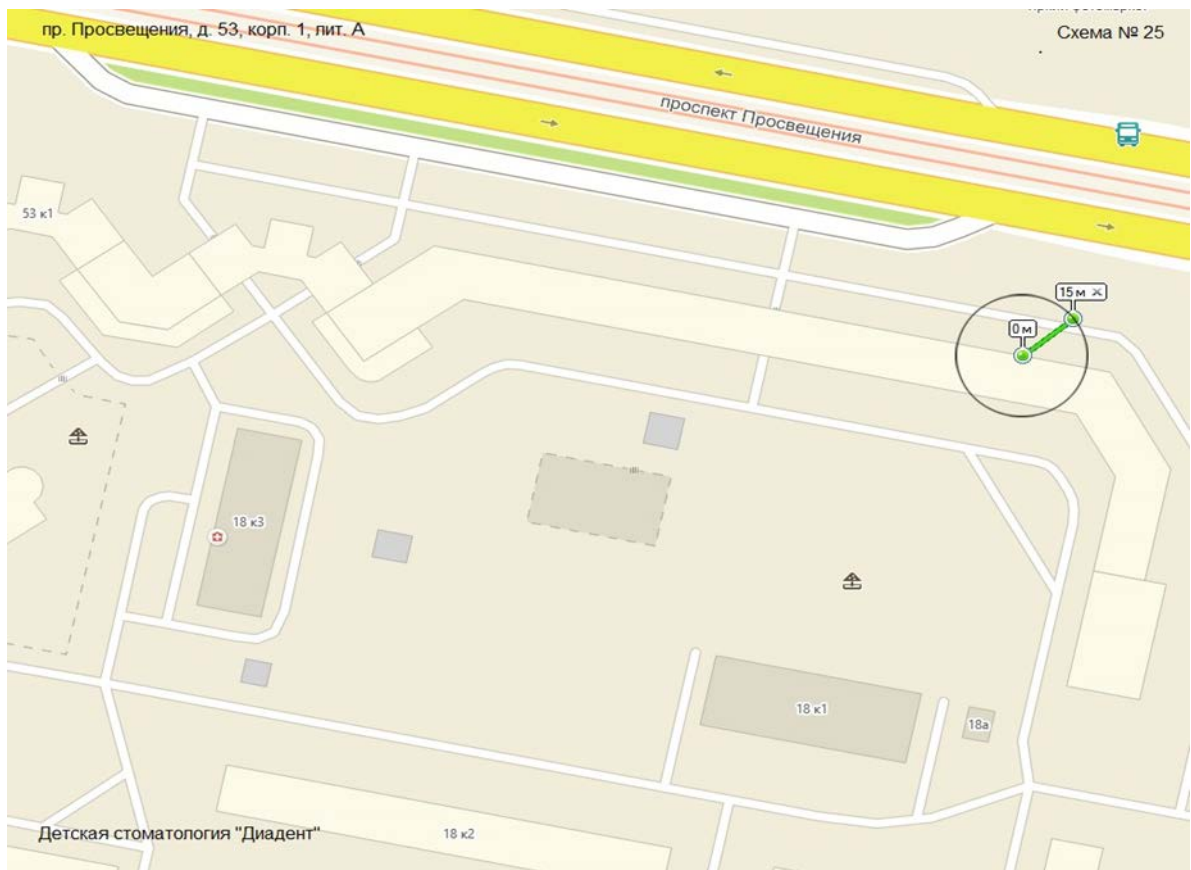 пр. Просвещения, д. 53, корп. 1, лит. А
Схема № 25
проспект Просвещения
53 к1
15 м
0 м
18 к3
18 к1
18а
Детская стоматология "Диадент"
18 к2